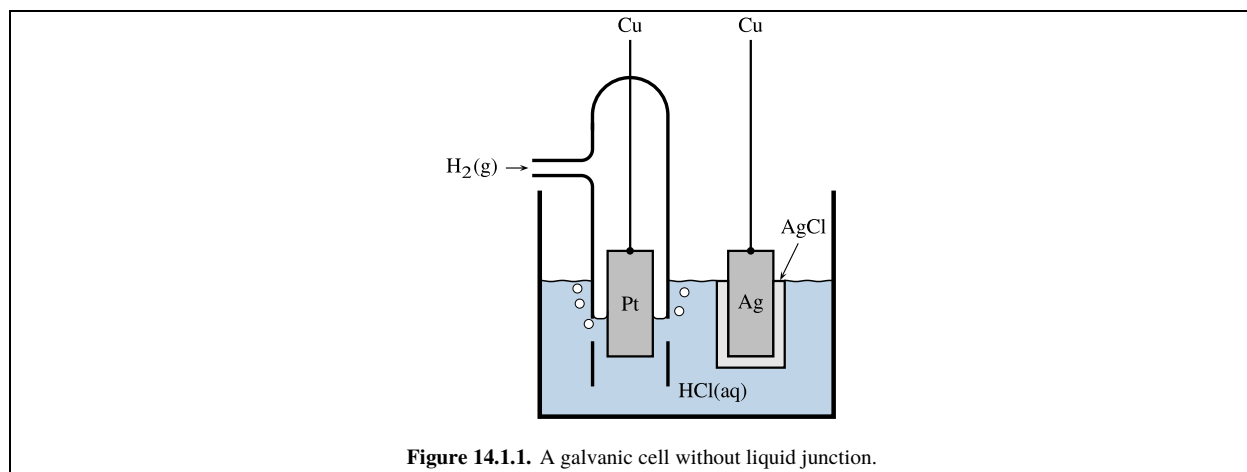 Cu
Cu
H2(g)
AgCl
Pt
Ag
HCl(aq)
Figure 14.1.1. A galvanic cell without liquid junction.